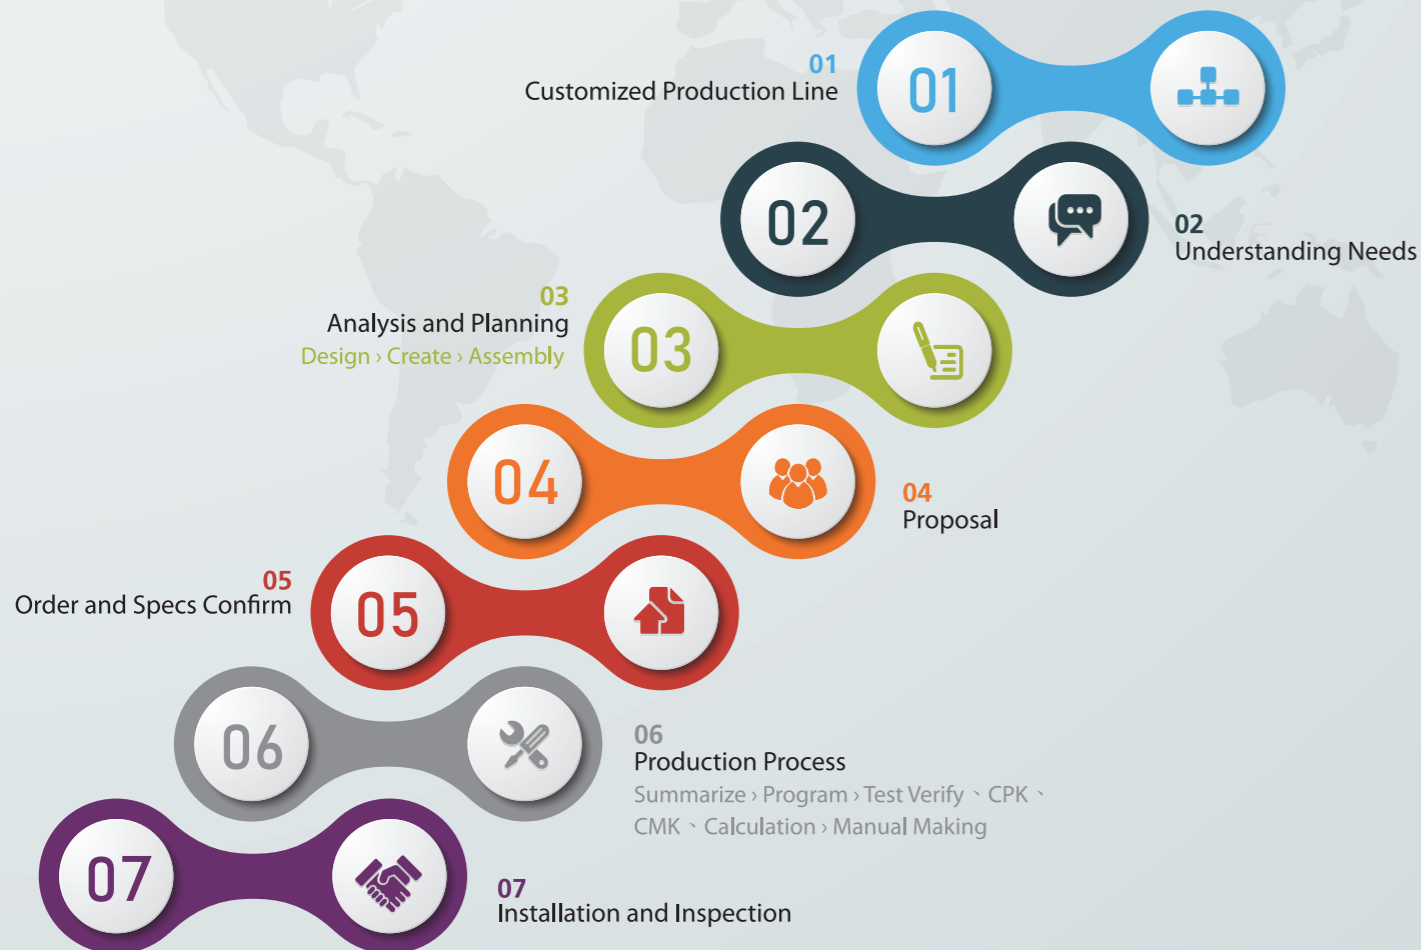 01
Customized Production Line
01
02
02
Understanding Needs
03
Analysis and Planning
Design › Create › Assembly
03
04
04
Proposal
05
Order and Specs Confirm
05
06
06
Production Process
Summarize › Program › Test Verify、CPK、
CMK、Calculation › Manual Making
07
07
Installation and Inspection